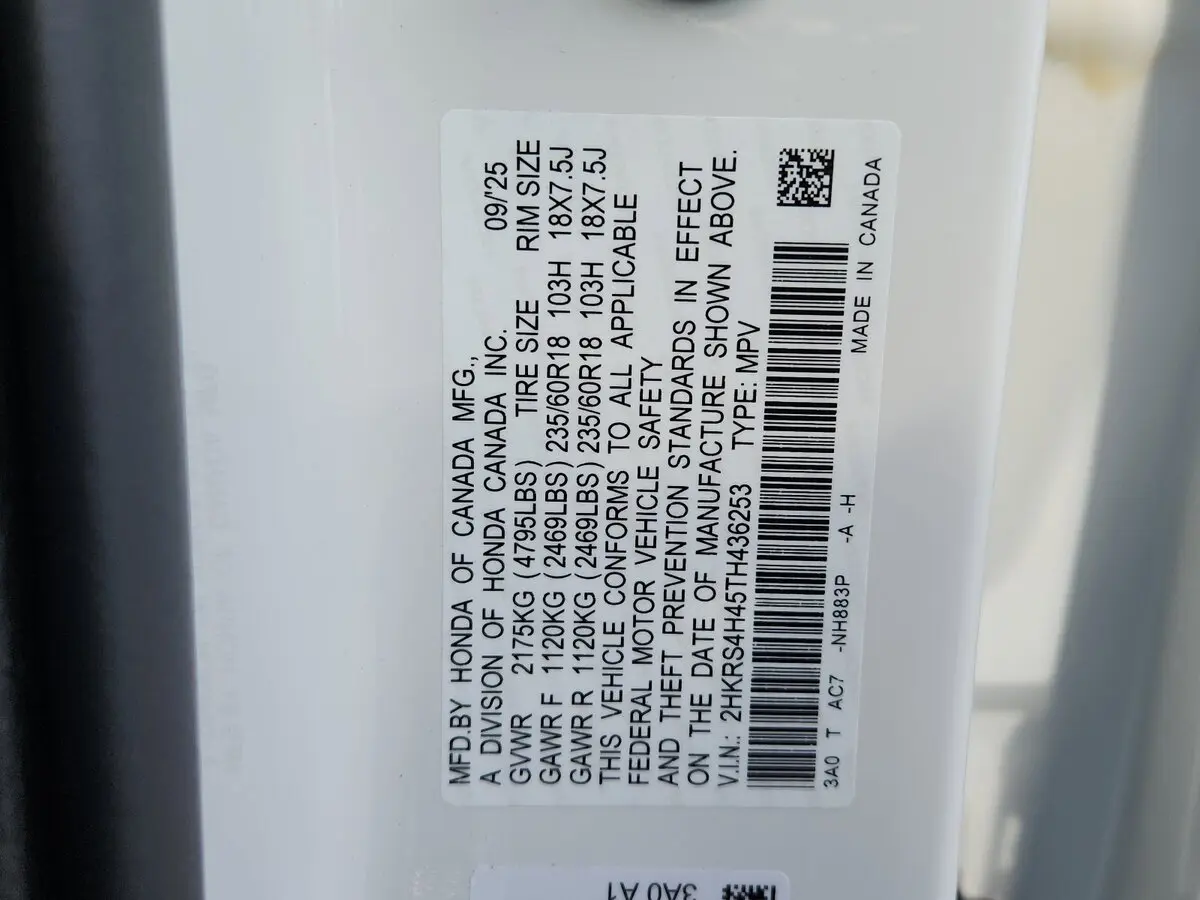 MFD.BY HONDA OF CANADA MFG.,
A DIVISION OF HONDA CANADA INC. 09/'25
GVWR 2175KG (4795LBS) TIRE SIZE RIM SIZE
GAWR F 1120KG (2469LBS) 235/60R18 103H 18X7.5J
GAWR R 1120KG (2469LBS) 235/60R18 103H 18X7.5J
THIS VEHICLE CONFORMS TO ALL APPLICABLE
FEDERAL MOTOR VEHICLE SAFETY
AND THEFT PREVENTION STANDARDS IN EFFECT
ON THE DATE OF MANUFACTURE SHOWN ABOVE.
V.I.N.: 2HKRS4H45TH436253 TYPE: MPV
3A0 T AC7 -NH883P -A -H MADE IN CANADA
3A0 A1